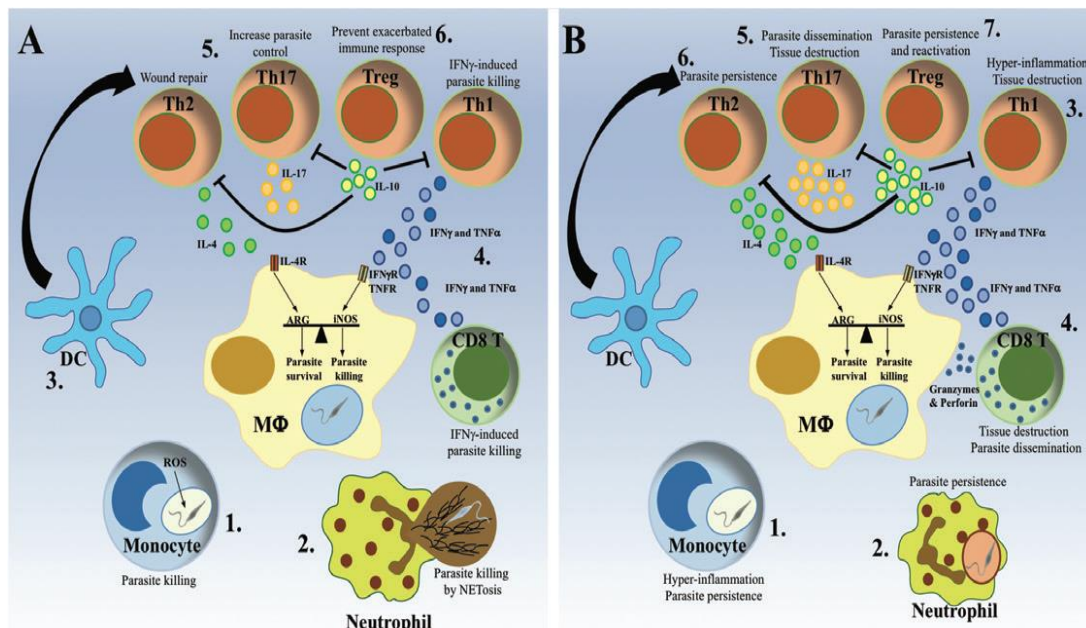 A
5.
Increase parasite
control
Prevent exacerbated
immune response
6.
Wound repair
IFNγ-induced
parasite killing
Th2
Th17
Treg
Th1
IL-17
IL-10
IL-4
IFNγ and TNFα
4.
IL-4R
IFNγR
TNFR
IFNγ and TNFα
ARG
iNOS
Parasite
survival
Parasite
killing
DC
3.
CD8 T
MΦ
IFNγ-induced
parasite killing
ROS
1.
Monocyte
Parasite killing
2.
Parasite killing
by NETosis
Neutrophil
B
6.
Parasite persistence
5.
Parasite dissemination
Tissue destruction
Parasite persistence
and reactivation
7.
Hyper-inflammation
Tissue destruction
Th2
Th17
Treg
Th1
3.
IL-17
IL-10
IL-4
IFNγ and TNFα
IL-4R
IFNγR
TNFR
IFNγ and TNFα
ARG
iNOS
Parasite
survival
Parasite
killing
DC
4.
CD8 T
Granzymes
& Perforin
MΦ
Tissue destruction
Parasite dissemination
1.
Monocyte
Hyper-inflammation
Parasite persistence
Parasite persistence
2.
Neutrophil